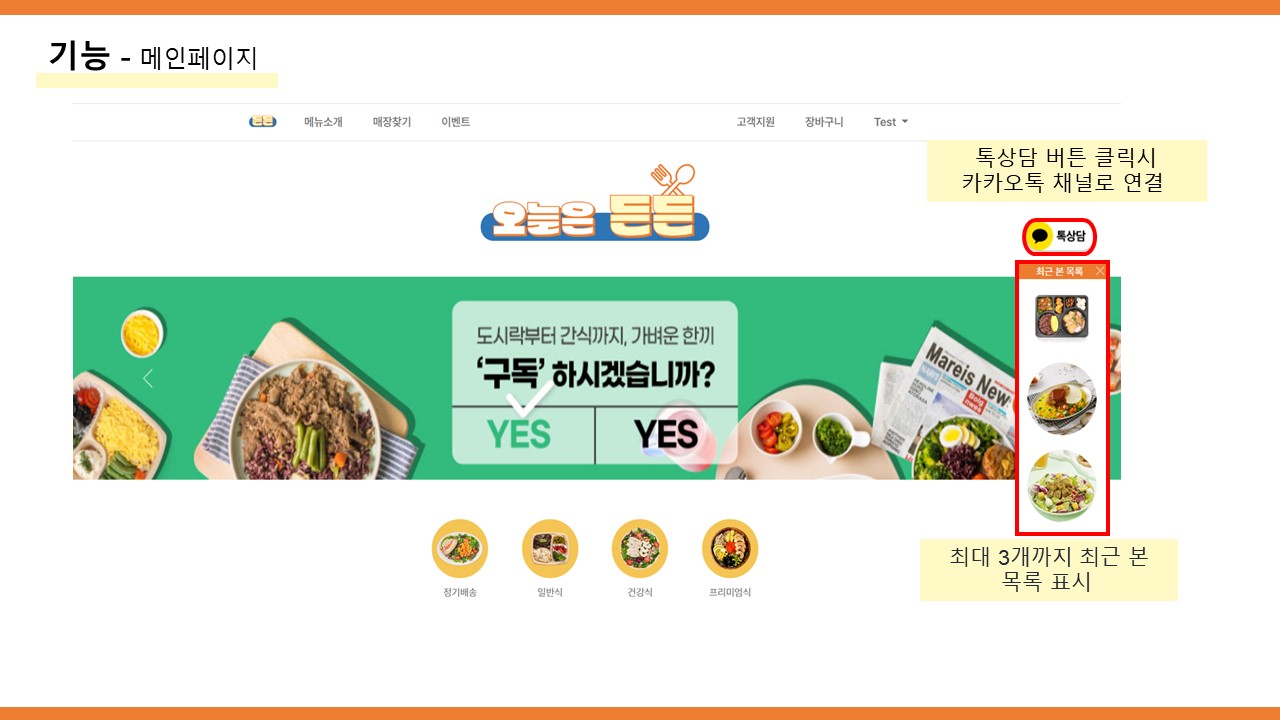 기능 - 메인페이지
든든 메뉴소개 매장찾기 이벤트 고객지원 장바구니 Test
톡상담 버튼 클릭시
카카오톡 채널로 연결
오늘은 든든
톡상담
최근 본 목록
도시락부터 간식까지, 가벼운 한끼
‘구독’ 하시겠습니까?
YES YES
Mareis New
정기배송 일반식 건강식 프리미엄식
최대 3개까지 최근 본
목록 표시